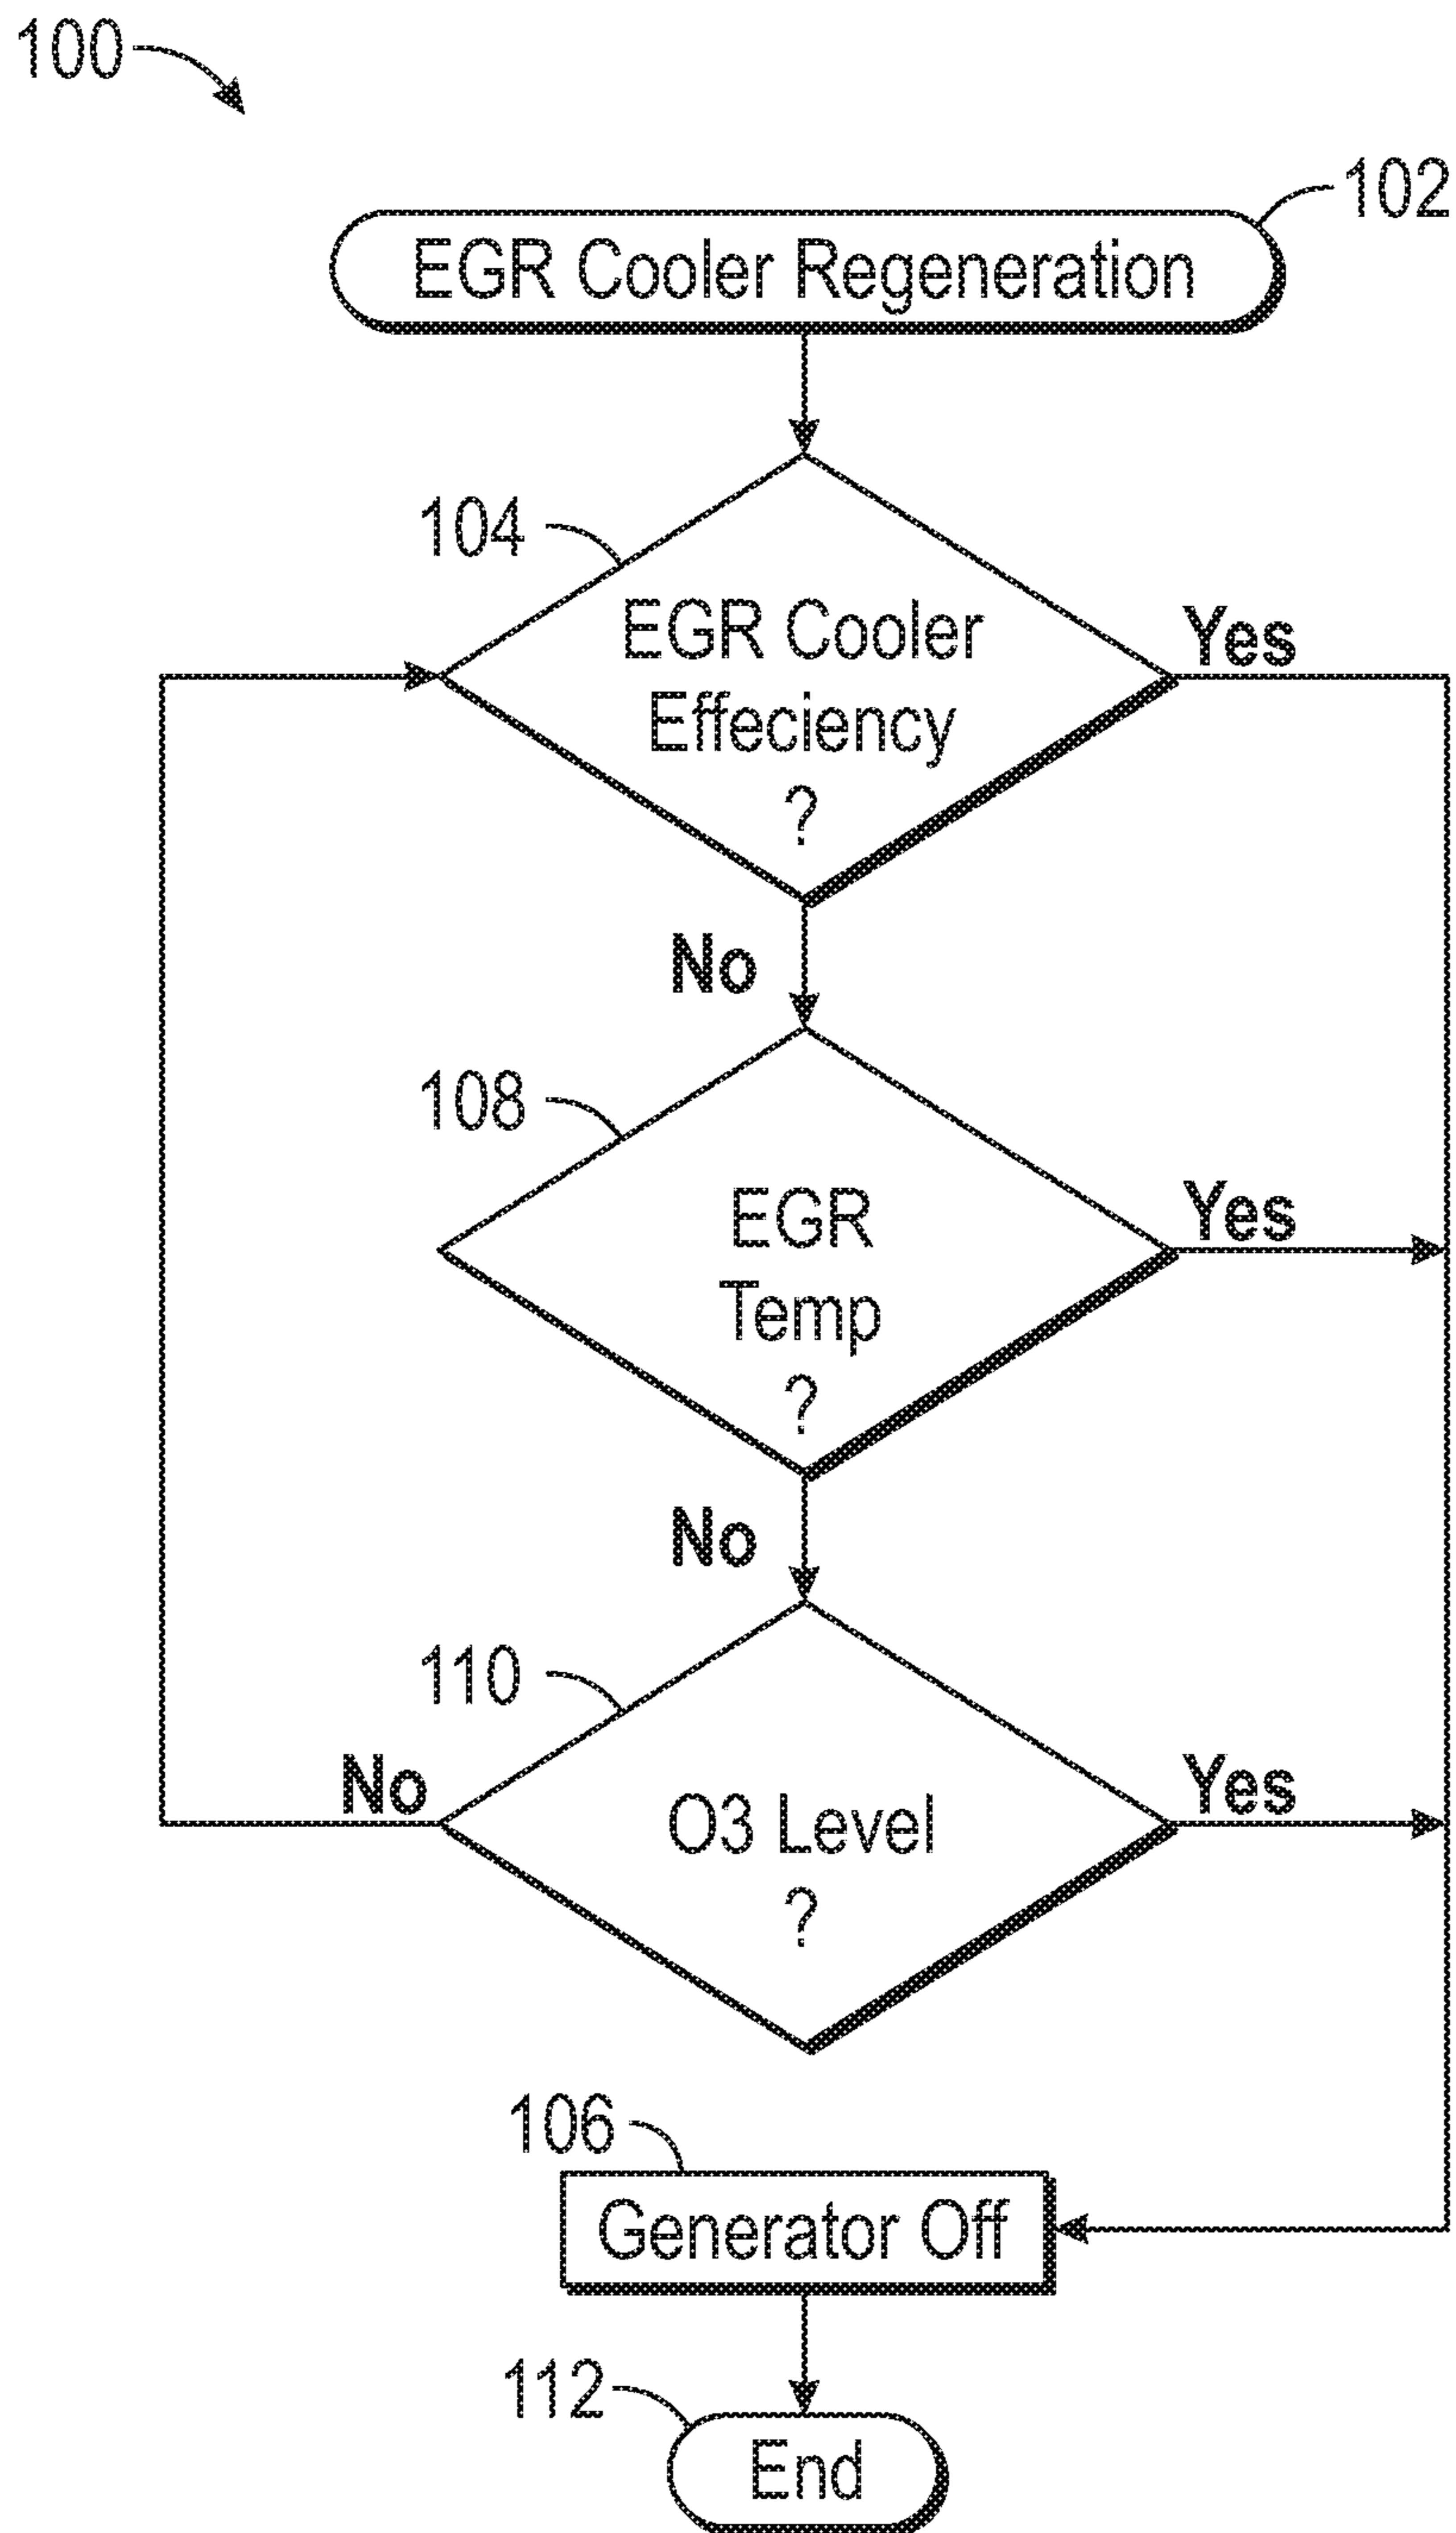 100
102
EGR Cooler Regeneration
104
EGR Cooler
Effeciency
?
Yes
No
108
EGR
Temp
?
Yes
No
110
No
O3 Level
?
Yes
106
Generator Off
112
End